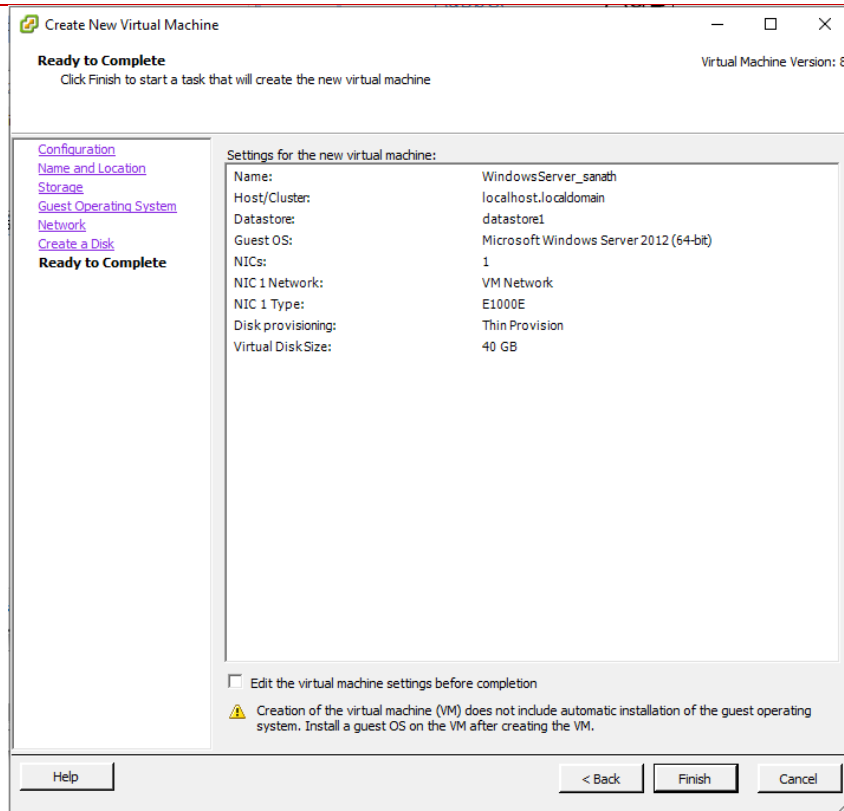 Create New Virtual Machine
Ready to Complete
Click Finish to start a task that will create the new virtual machine
Virtual Machine Version: 8
Configuration
Name and Location
Storage
Guest Operating System
Network
Create a Disk
Ready to Complete
Settings for the new virtual machine:
Name: WindowsServer_sanath
Host/Cluster: localhost.localdomain
Datastore: datastore1
Guest OS: Microsoft Windows Server 2012 (64-bit)
NICs: 1
NIC 1 Network: VM Network
NIC 1 Type: E1000E
Disk provisioning: Thin Provision
Virtual Disk Size: 40 GB
Edit the virtual machine settings before completion
Creation of the virtual machine (VM) does not include automatic installation of the guest operating
system. Install a guest OS on the VM after creating the VM.
Help
< Back
Finish
Cancel